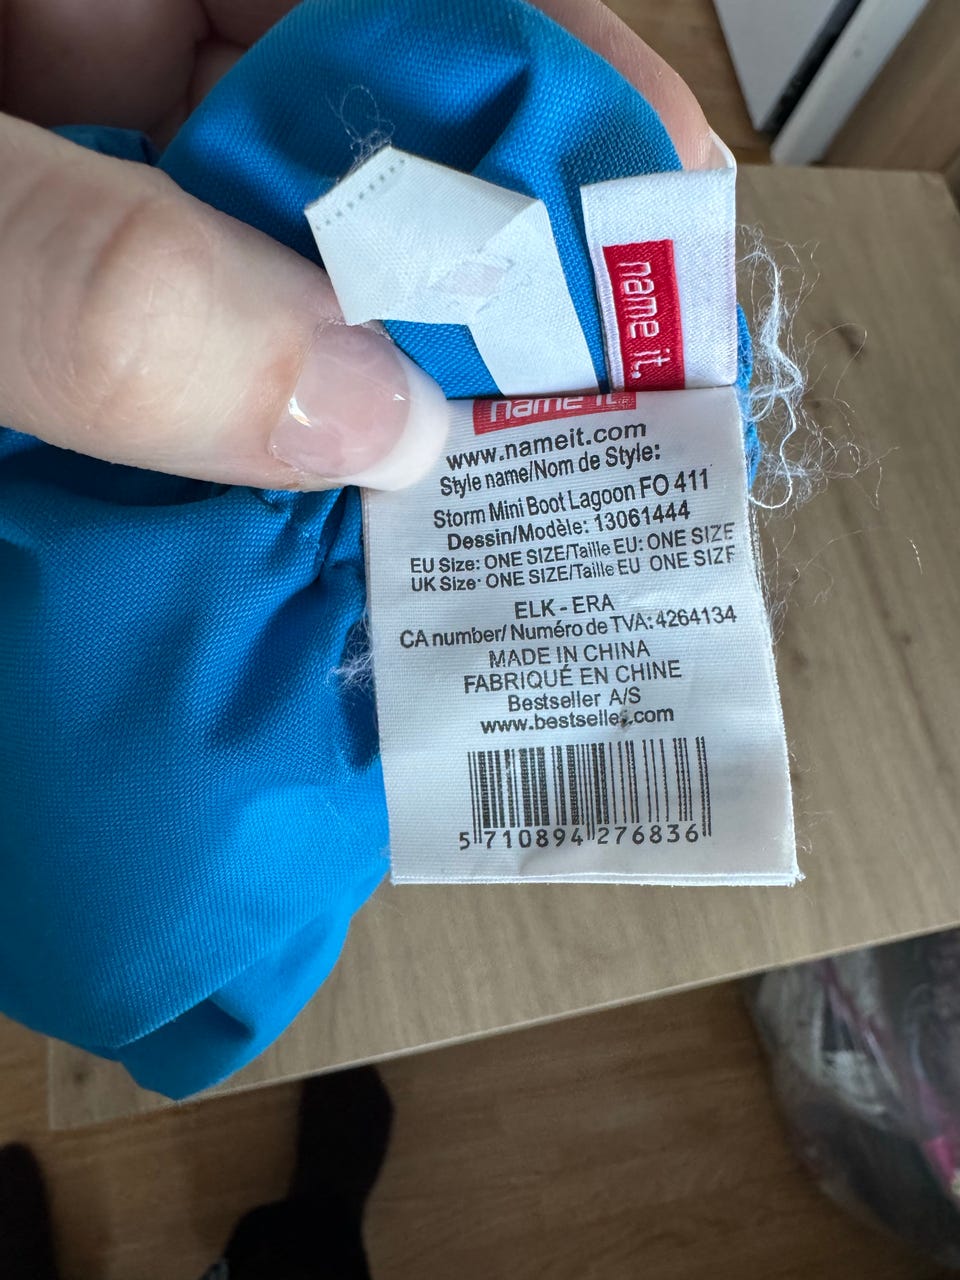 name it.
name it.
www.nameit.com
Style name/Nom de Style:
Storm Mini Boot Lagoon FO 411
Dessin/Modèle: 13061444
EU Size: ONE SIZE/Taille EU: ONE SIZE
UK Size: ONE SIZE/Taille EU ONE SIZE
ELK - ERA
CA number/ Numéro de TVA: 4264134
MADE IN CHINA
FABRIQUÉ EN CHINE
Bestseller A/S
www.bestseller.com
5 710894 276836